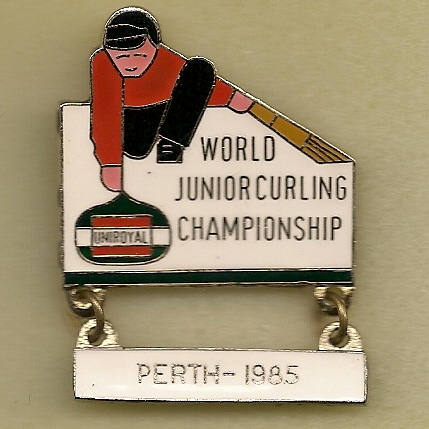 WORLD
JUNIOR CURLING
CHAMPIONSHIP
UNIROYAL
PERTH-1985